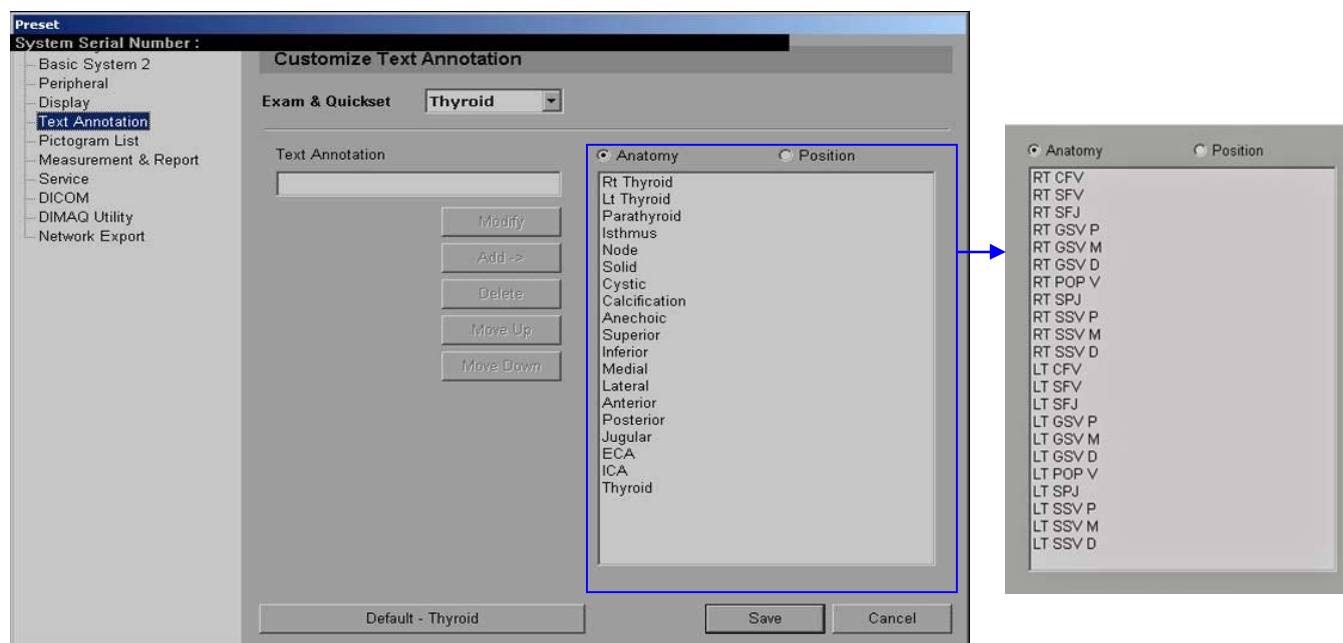 Preset
System Serial Number :
Basic System 2
Peripheral
Display
Text Annotation
Pictogram List
Measurement & Report
Service
DICOM
DIMAQ Utility
Network Export
Customize Text Annotation
Exam & Quickset Thyroid
Text Annotation
Modify
Add ->
Delete
Move Up
Move Down
Anatomy Position
Rt Thyroid
Lt Thyroid
Parathyroid
Isthmus
Node
Solid
Cystic
Calcification
Anechoic
Superior
Inferior
Medial
Lateral
Anterior
Posterior
Jugular
ECA
ICA
Thyroid
Default - Thyroid Save Cancel
Anatomy Position
RT CFV
RT SFV
RT SFJ
RT GSV P
RT GSV M
RT GSV D
RT POP V
RT SPJ
RT SSV P
RT SSV M
RT SSV D
LT CFV
LT SFV
LT SFJ
LT GSV P
LT GSV M
LT GSV D
LT POP V
LT SPJ
LT SSV P
LT SSV M
LT SSV D